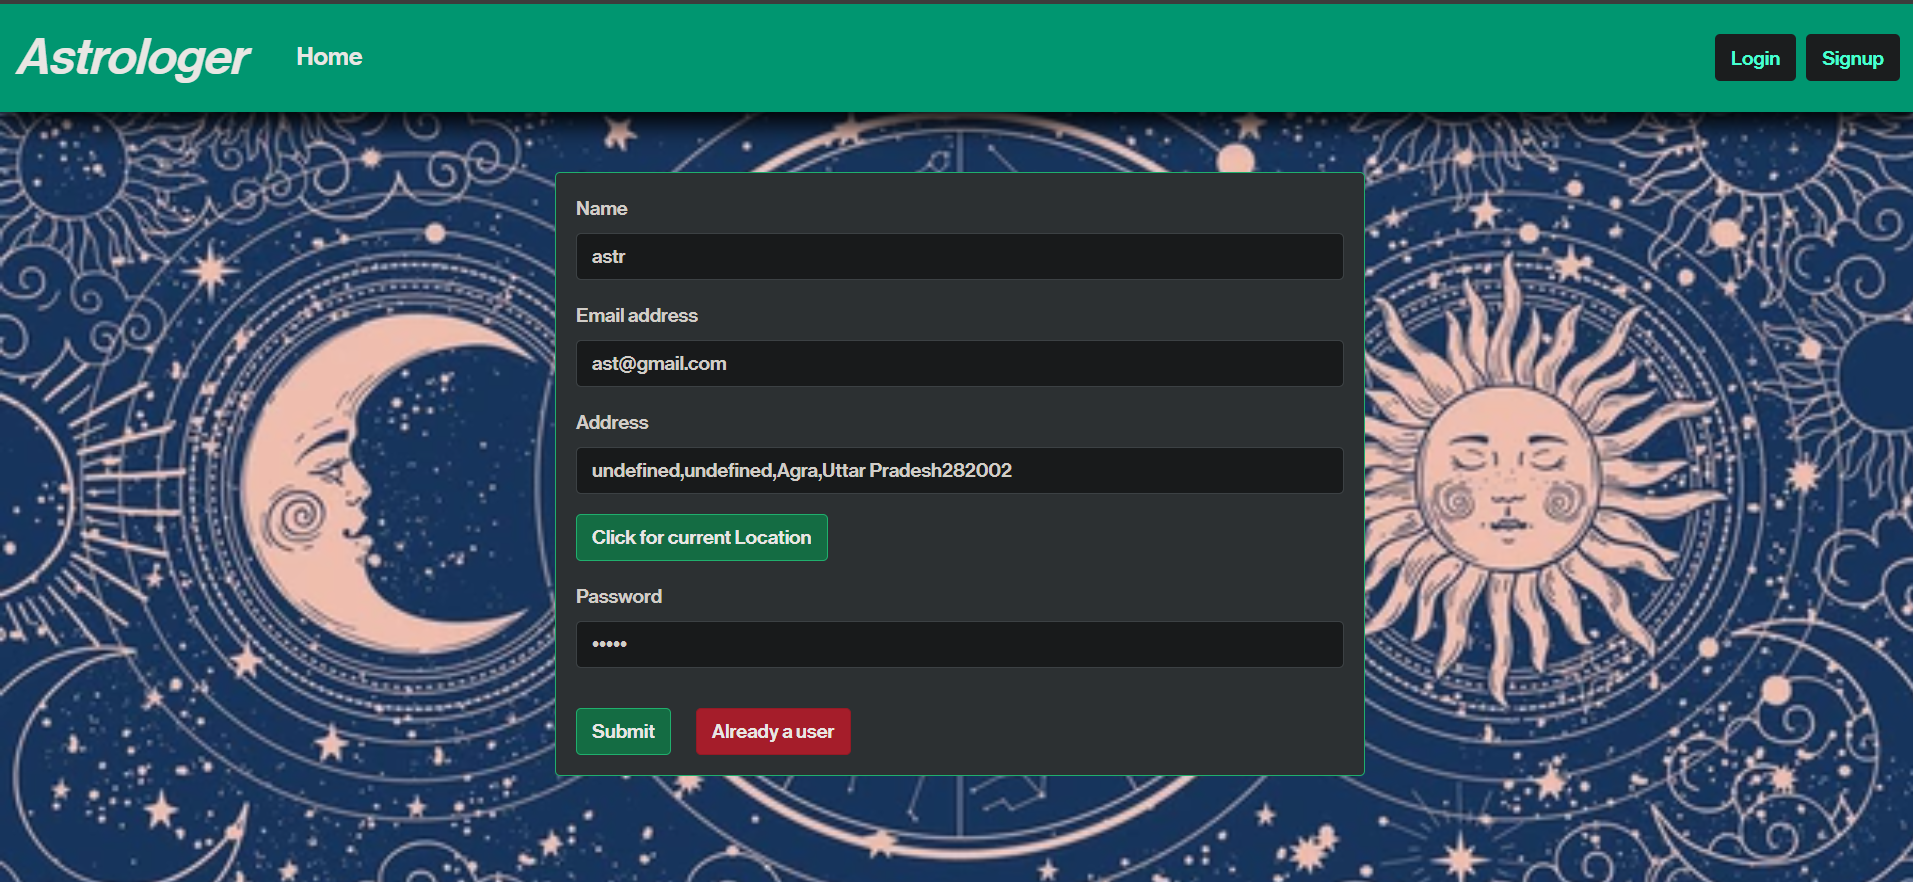 Astrologer Home Login Signup
Name
astr
Email address
ast@gmail.com
Address
undefined,undefined,Agra,Uttar Pradesh282002
Click for current Location
Password
•••••
Submit Already a user